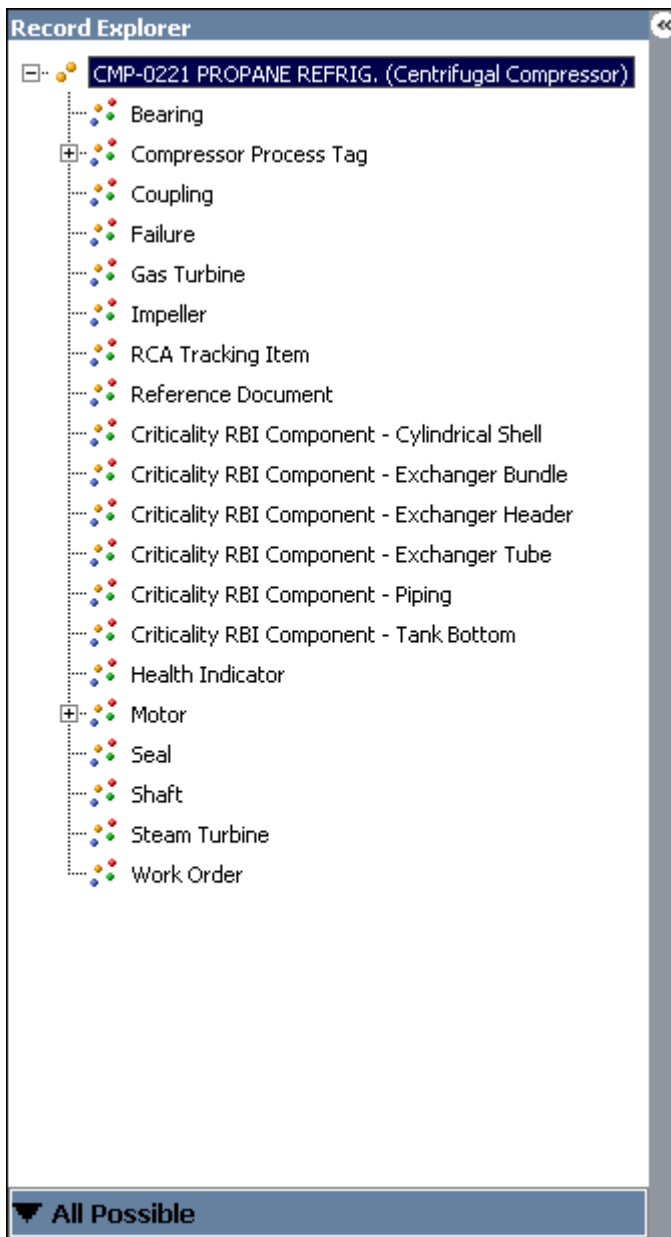 Record Explorer
CMP-0221 PROPANE REFRIG. (Centrifugal Compressor)
Bearing
Compressor Process Tag
Coupling
Failure
Gas Turbine
Impeller
RCA Tracking Item
Reference Document
Criticality RBI Component - Cylindrical Shell
Criticality RBI Component - Exchanger Bundle
Criticality RBI Component - Exchanger Header
Criticality RBI Component - Exchanger Tube
Criticality RBI Component - Piping
Criticality RBI Component - Tank Bottom
Health Indicator
Motor
Seal
Shaft
Steam Turbine
Work Order
All Possible